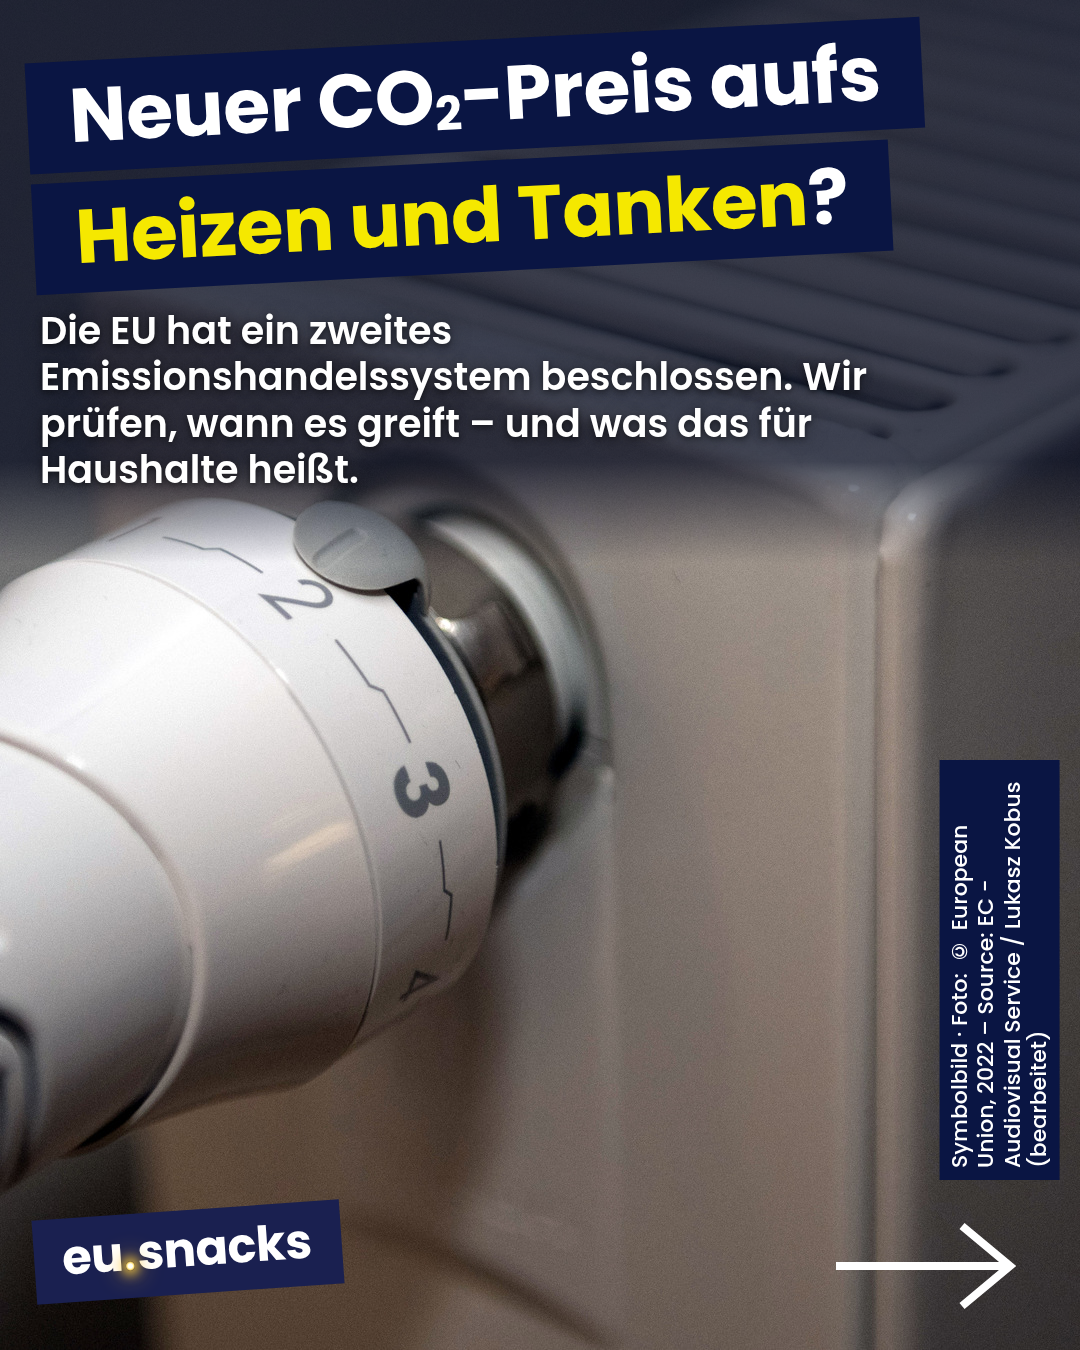 Neuer CO₂-Preis aufs
Heizen und Tanken?
Die EU hat ein zweites
Emissionshandelssystem beschlossen. Wir
prüfen, wann es greift – und was das für
Haushalte heißt.
2
3
4
Symbolbild · Foto: © European
Union, 2022 – Source: EC -
Audiovisual Service / Lukasz Kobus
(bearbeitet)
eu.snacks